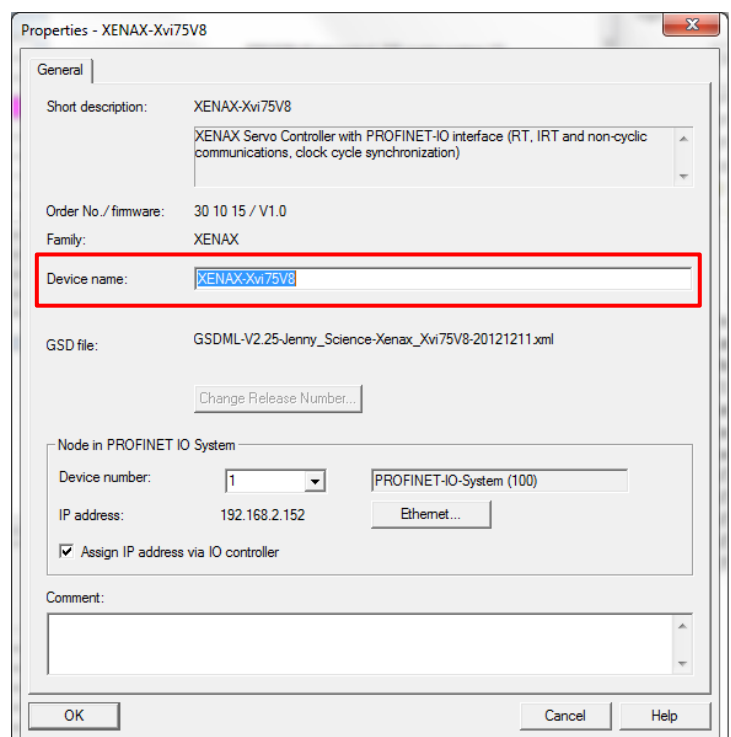 Properties - XENAX-Xvi75V8
General
Short description: XENAX-Xvi75V8
XENAX Servo Controller with PROFINET-IO interface (RT, IRT and non-cyclic
communications, clock cycle synchronization)
Order No./ firmware: 30 10 15 / V1.0
Family: XENAX
Device name: XENAX-Xvi75V8
GSD file: GSDML-V2.25-Jenny_Science-Xenax_Xvi75V8-20121211.xml
Change Release Number...
Node in PROFINET IO System
Device number: 1 PROFINET-IO-System (100)
IP address: 192.168.2.152 Ethernet...
Assign IP address via IO controller
Comment:
OK Cancel Help